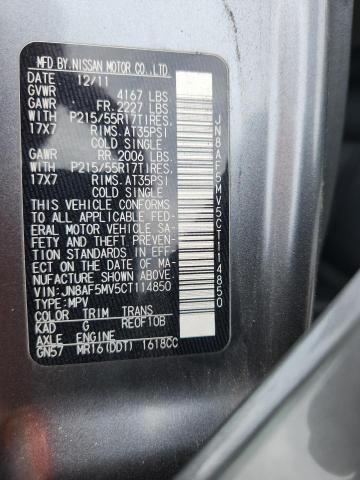 MFD BY NISSAN MOTOR CO.,LTD.
DATE 12/11
GVWR 4167 LBS
GAWR FR. 2227 LBS
WITH P215/55R17TIRES,
17X7 RIMS. AT35PSI
COLD SINGLE
GAWR RR. 2006 LBS
WITH P215/55R17TIRES,
17X7 RIMS. AT35PSI
COLD SINGLE
THIS VEHICLE CONFORMS
TO ALL APPLICABLE FED-
ERAL MOTOR VEHICLE SA-
FETY AND THEFT PREVEN-
TION STANDARDS IN EFF-
ECT ON THE DATE OF MA-
NUFACTURE SHOWN ABOVE.
VIN:JN8AF5MV5CT114850
TYPE:MPV
COLOR TRIM TRANS
KAD G RE0F10B
AXLE ENGINE
GN57 MR16(DDT) 1618CC
JN8AF5MV5CT114850